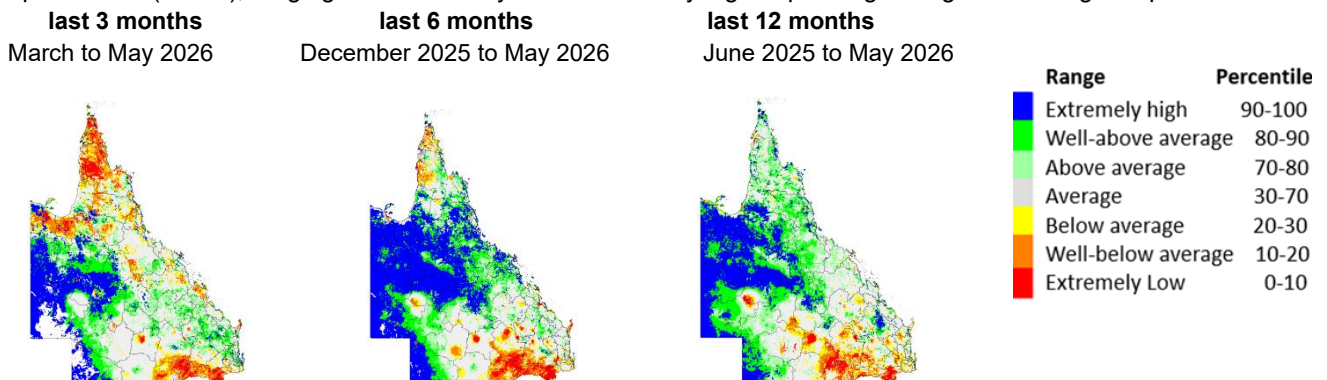 last 3 months last 6 months last 12 months
March to May 2026 December 2025 to May 2026 June 2025 to May 2026
Range Percentile
Extremely high 90-100
Well-above average 80-90
Above average 70-80
Average 30-70
Below average 20-30
Well-below average 10-20
Extremely Low 0-10